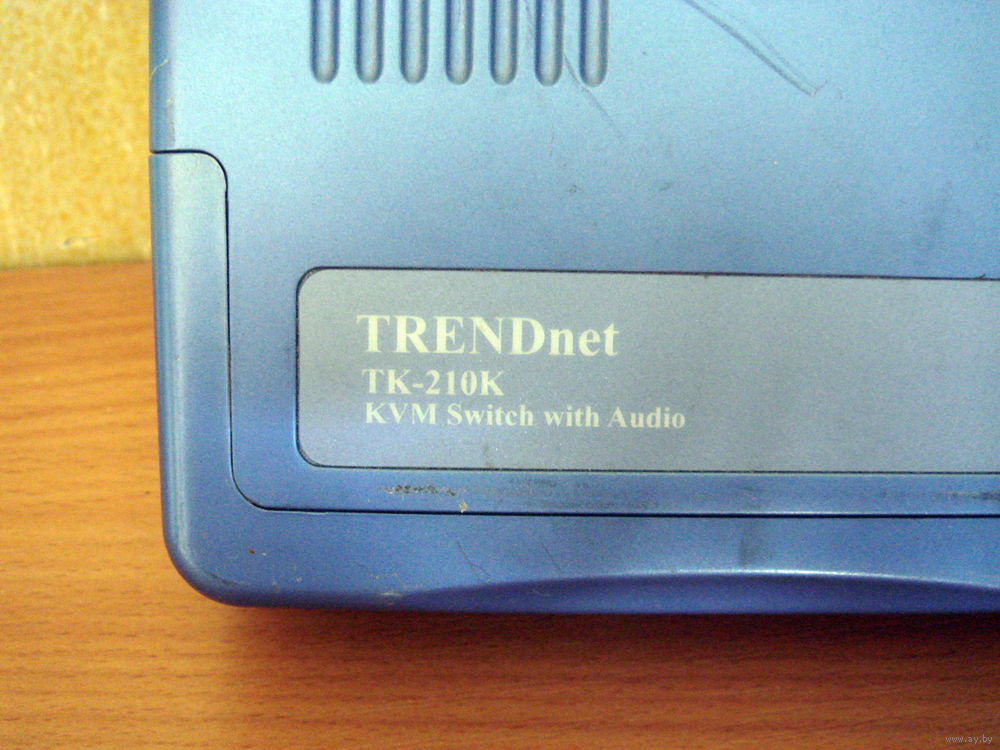 TRENDnet
TK-210K
KVM Switch with Audio
www.ay.by